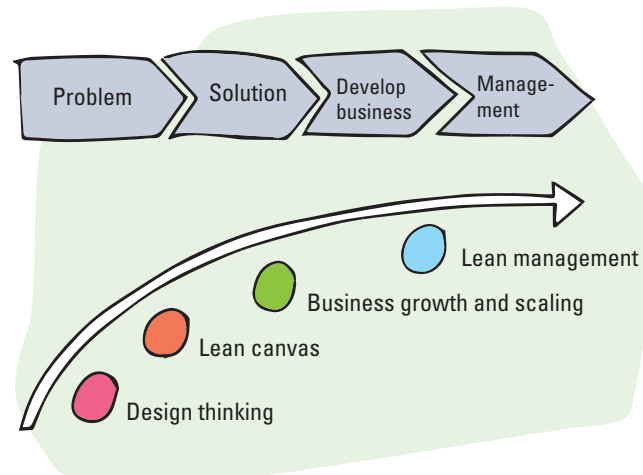 Problem
Solution
Develop
business
Manage-
ment
Lean management
Business growth and scaling
Lean canvas
Design thinking